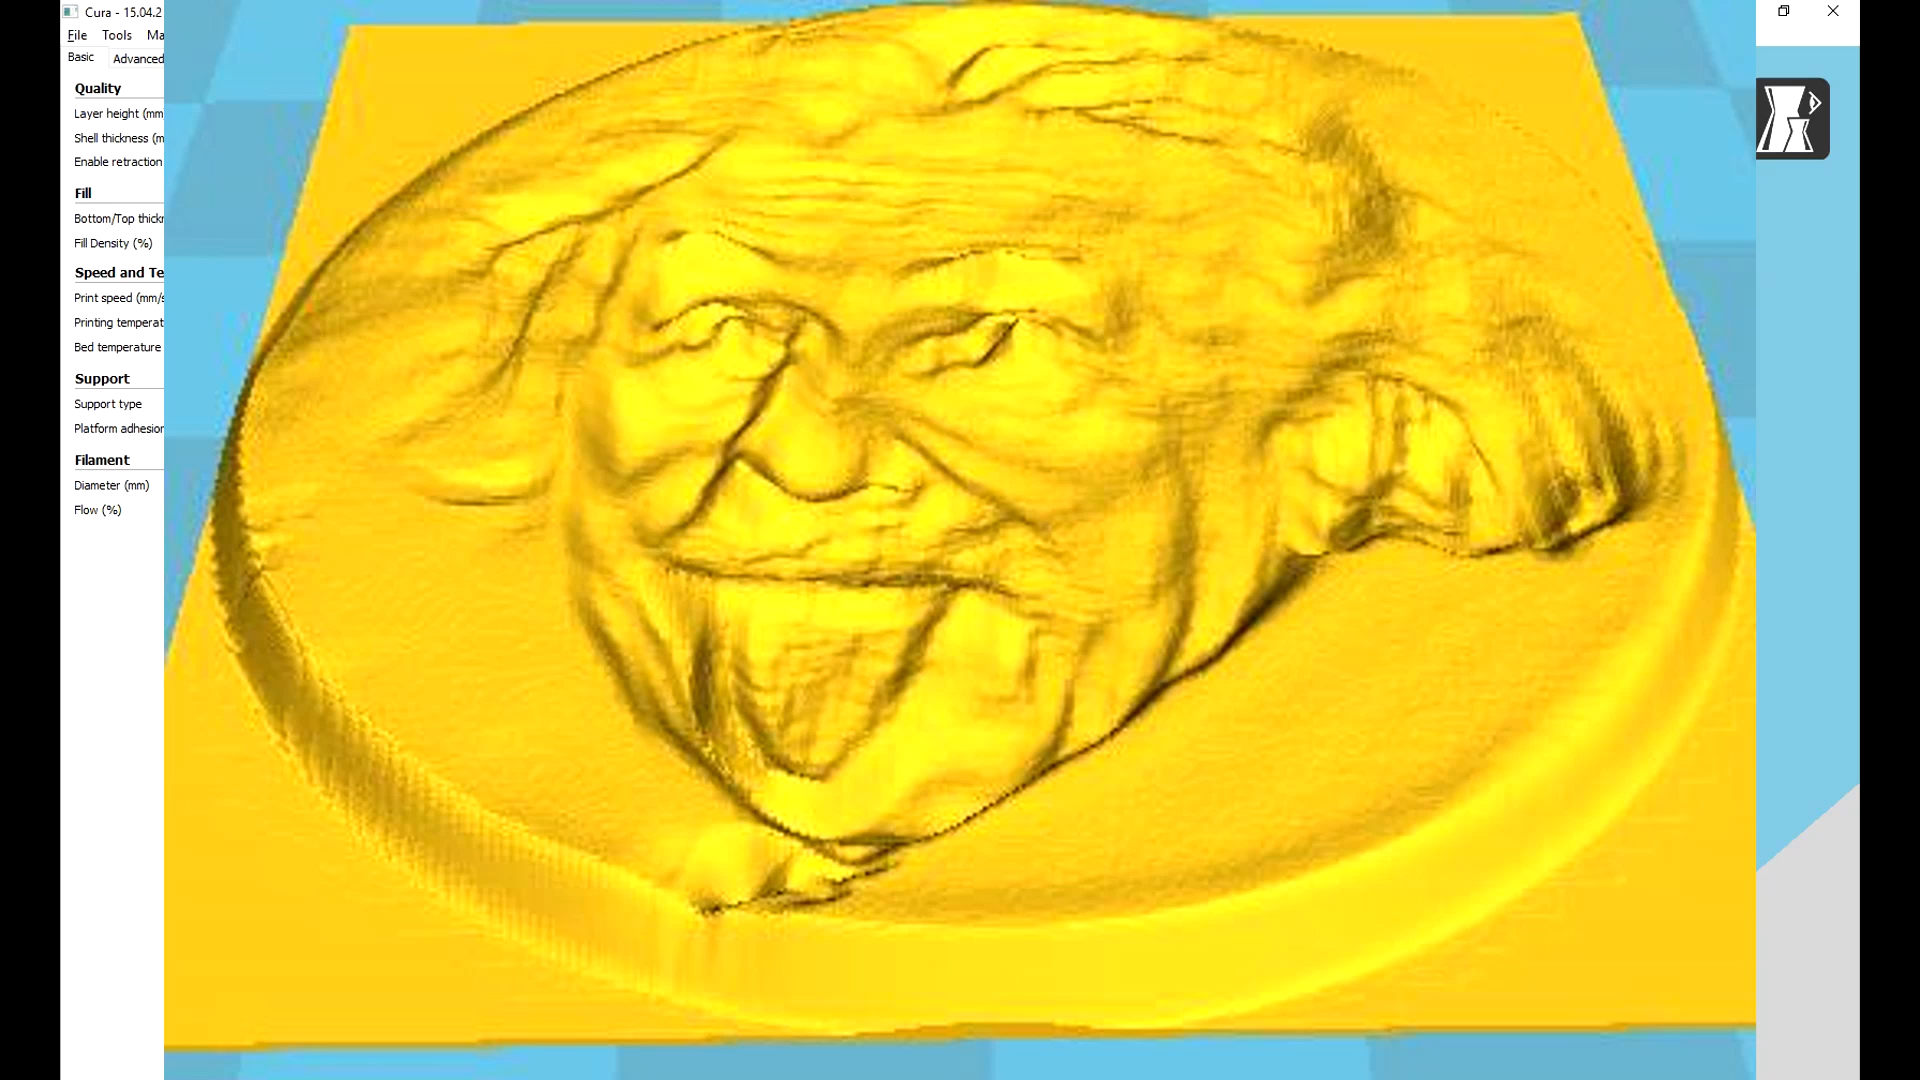 Cura - 15.04.2
File Tools Ma
Basic Advanced
Quality
Layer height (mm
Shell thickness (m
Enable retraction
Fill
Bottom/Top thick
Fill Density (%)
Speed and Te
Print speed (mm/s
Printing temperat
Bed temperature
Support
Support type
Platform adhesion
Filament
Diameter (mm)
Flow (%)